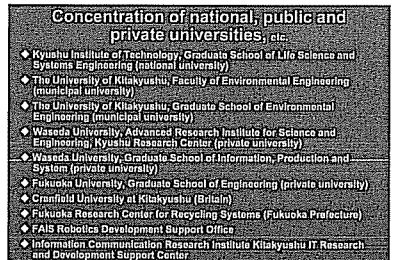 Concentration of national, public and
private universities, etc.
◆ Kyushu Institute of Technology, Graduate School of Life Science and
Systems Engineering (national university)
◆ The University of Kitakyushu, Faculty of Environmental Engineering
(municipal university)
◆ The University of Kitakyushu, Graduate School of Environmental
Engineering (municipal university)
◆ Waseda University, Advanced Research Institute for Science and
Engineering, Kyushu Research Center (private university)
◆ Waseda University, Graduate School of Information, Production and
System (private university)
◆ Fukuoka University, Graduate School of Engineering (private university)
◆ Cranfield University at Kitakyushu (Britain)
◆ Fukuoka Research Center for Recycling Systems (Fukuoka Prefecture)
◆ FAIS Robotics Development Support Office
◆ Information Communication Research Institute Kitakyushu IT Research
and Development Support Center